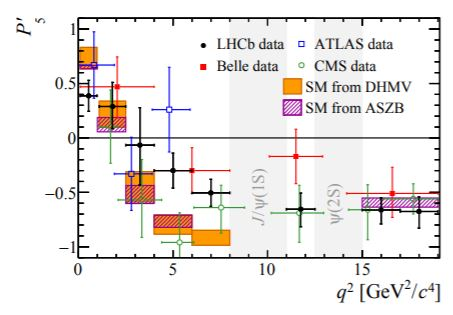 P'₅
1
0.5
0
−0.5
−1
LHCb data
ATLAS data
Belle data
CMS data
SM from DHMV
SM from ASZB
J/ψ(1S)
ψ(2S)
0 5 10 15
q² [GeV²/c⁴]